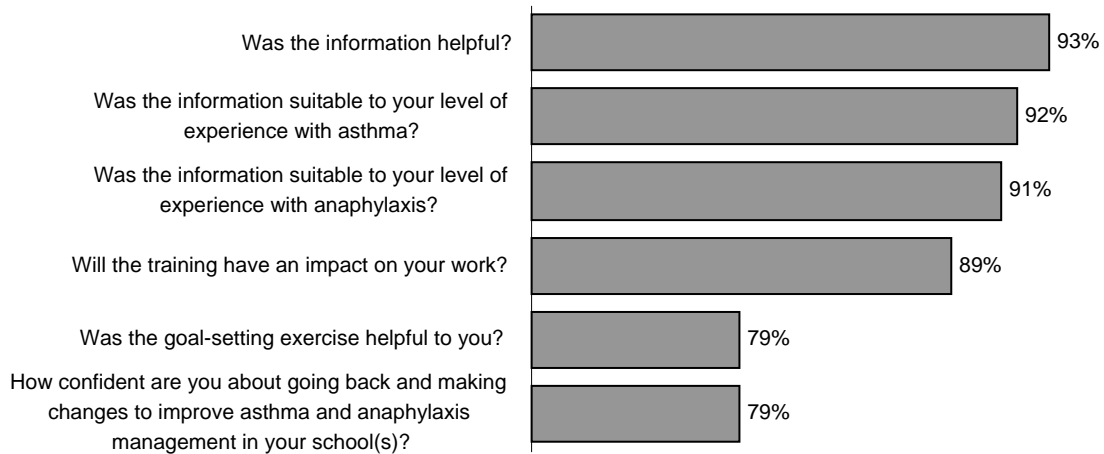 Was the information helpful?
93%
Was the information suitable to your level of
experience with asthma?
92%
Was the information suitable to your level of
experience with anaphylaxis?
91%
Will the training have an impact on your work?
89%
Was the goal-setting exercise helpful to you?
79%
How confident are you about going back and making
changes to improve asthma and anaphylaxis
management in your school(s)?
79%